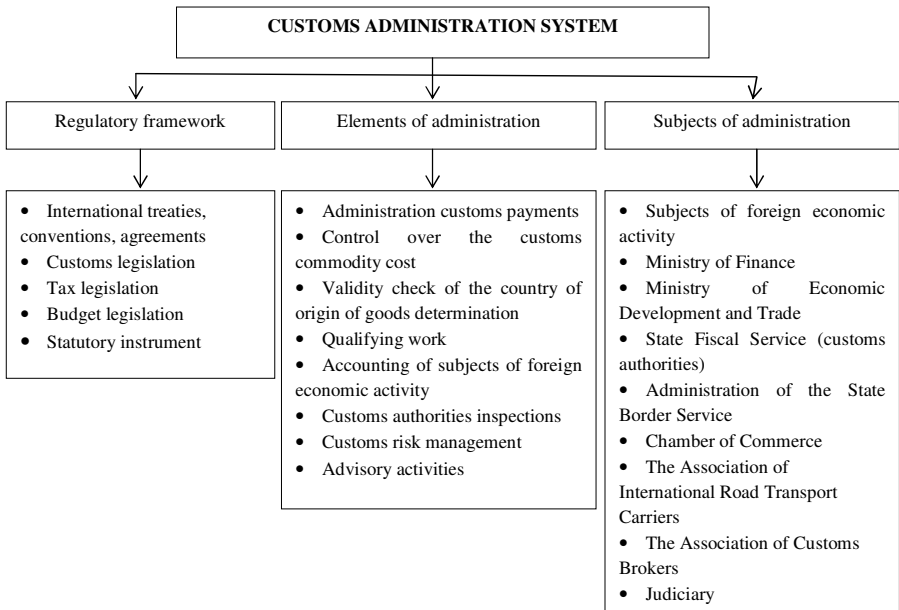 CUSTOMS ADMINISTRATION SYSTEM
Regulatory framework
Elements of administration
Subjects of administration
• International treaties,
conventions, agreements
• Customs legislation
• Tax legislation
• Budget legislation
• Statutory instrument
• Administration customs payments
• Control over the customs
commodity cost
• Validity check of the country of
origin of goods determination
• Qualifying work
• Accounting of subjects of foreign
economic activity
• Customs authorities inspections
• Customs risk management
• Advisory activities
• Subjects of foreign economic
activity
• Ministry of Finance
• Ministry of Economic
Development and Trade
• State Fiscal Service (customs
authorities)
• Administration of the State
Border Service
• Chamber of Commerce
• The Association of
International Road Transport
Carriers
• The Association of Customs
Brokers
• Judiciary